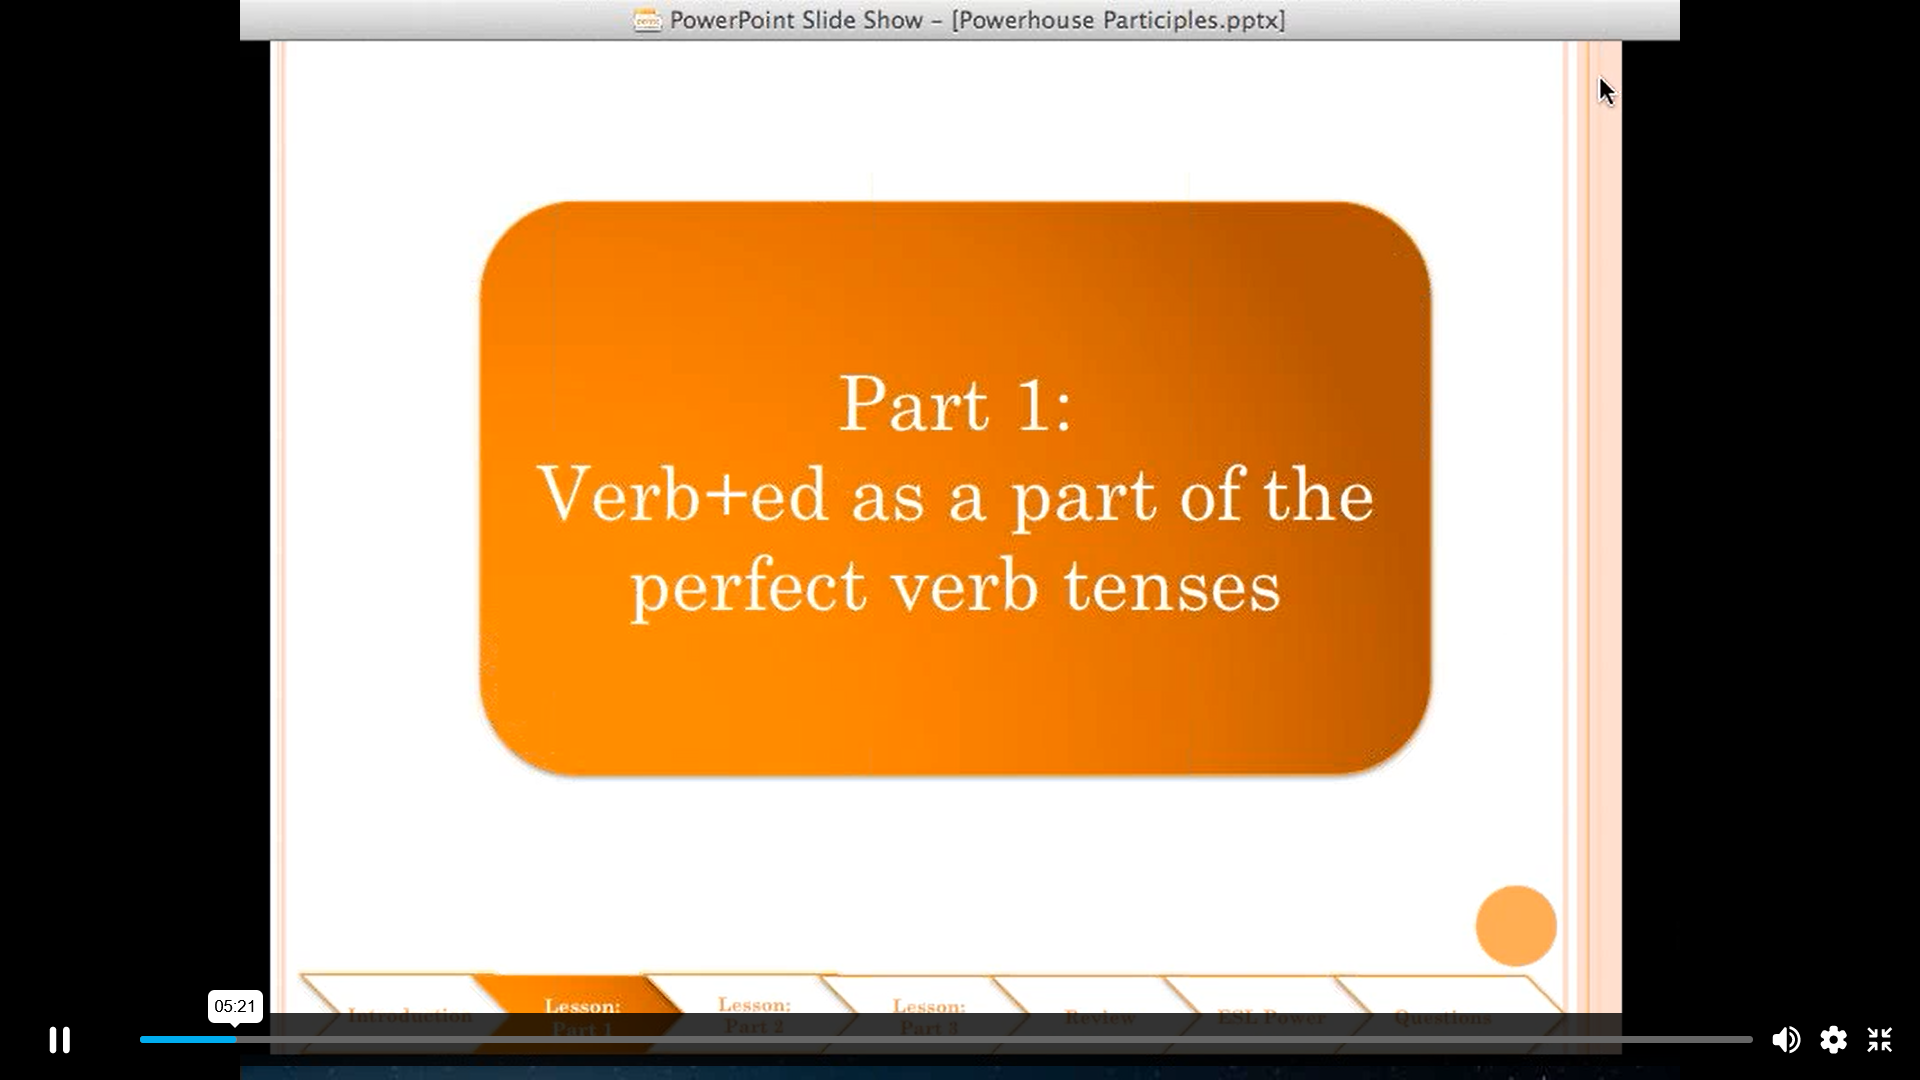 PowerPoint Slide Show – [Powerhouse Participles.pptx]
Part 1:
Verb+ed as a part of the
perfect verb tenses
Introduction
Lesson:
Part 1
Lesson:
Part 2
Lesson:
Part 3
Review
ESL Power
Questions
05:21